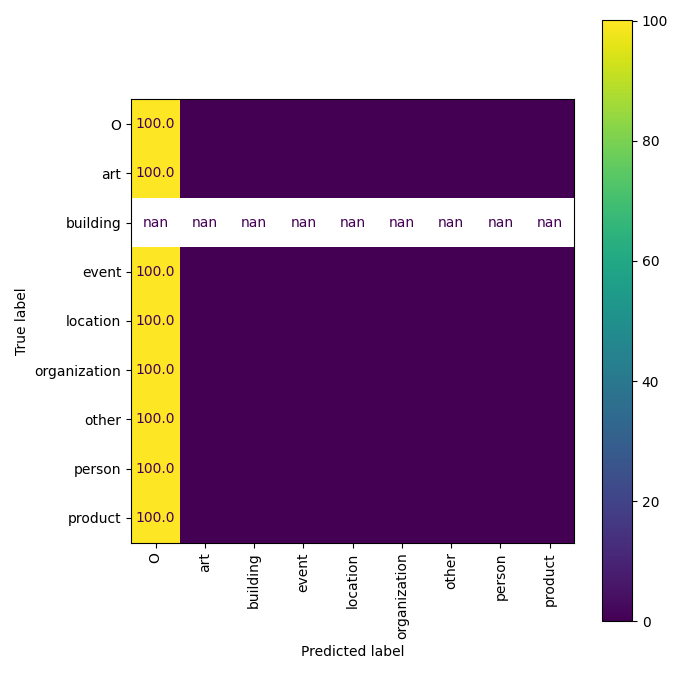 100
80
60
40
20
0
True label
O 100.0
art 100.0
building nan nan nan nan nan nan nan nan nan
event 100.0
location 100.0
organization 100.0
other 100.0
person 100.0
product 100.0
O art building event location organization other person product
Predicted label